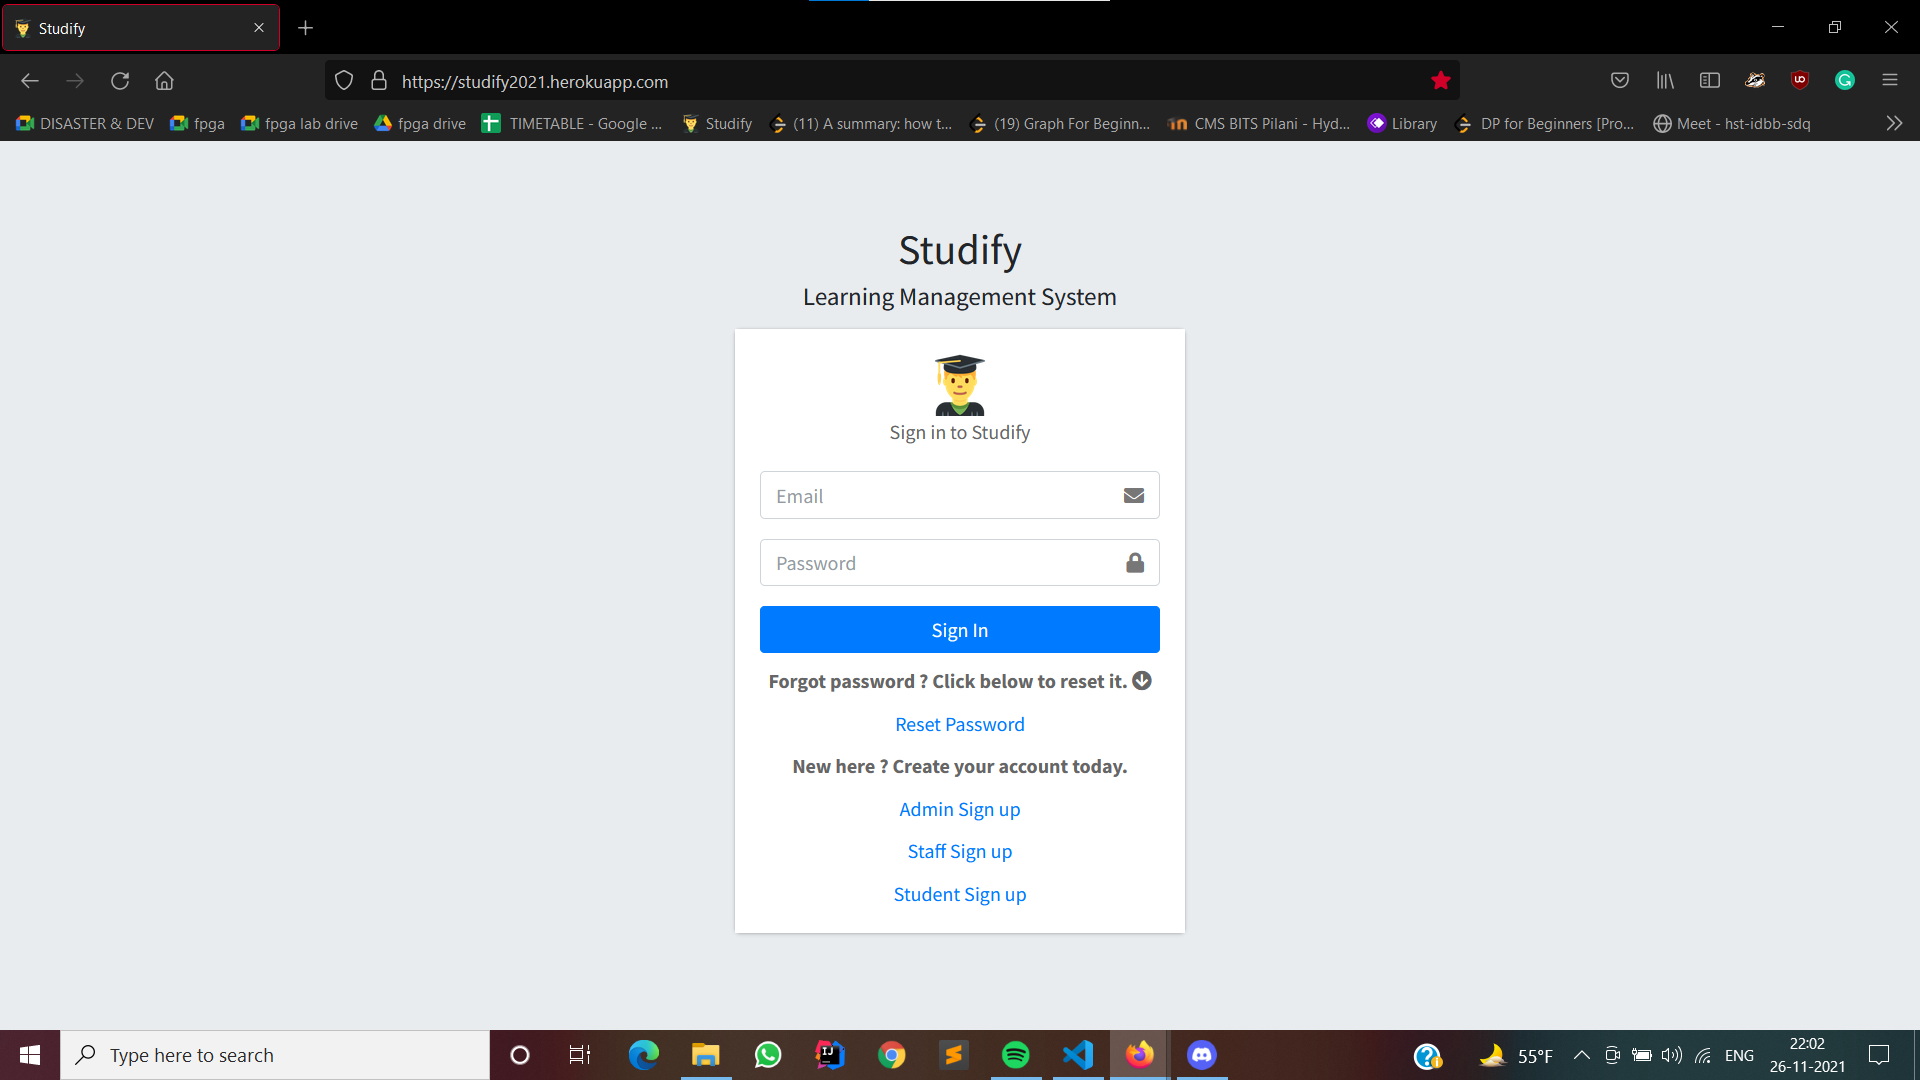 Studify
https://studify2021.herokuapp.com
DISASTER & DEV
fpga
fpga lab drive
fpga drive
TIMETABLE - Google ...
Studify
(11) A summary: how t...
(19) Graph For Beginn...
CMS BITS Pilani - Hyd...
Library
DP for Beginners [Pro...
Meet - hst-idbb-sdq
Studify
Learning Management System
Sign in to Studify
Email
Password
Sign In
Forgot password ? Click below to reset it.
Reset Password
New here ? Create your account today.
Admin Sign up
Staff Sign up
Student Sign up
Type here to search
55°F
ENG
22:02
26-11-2021